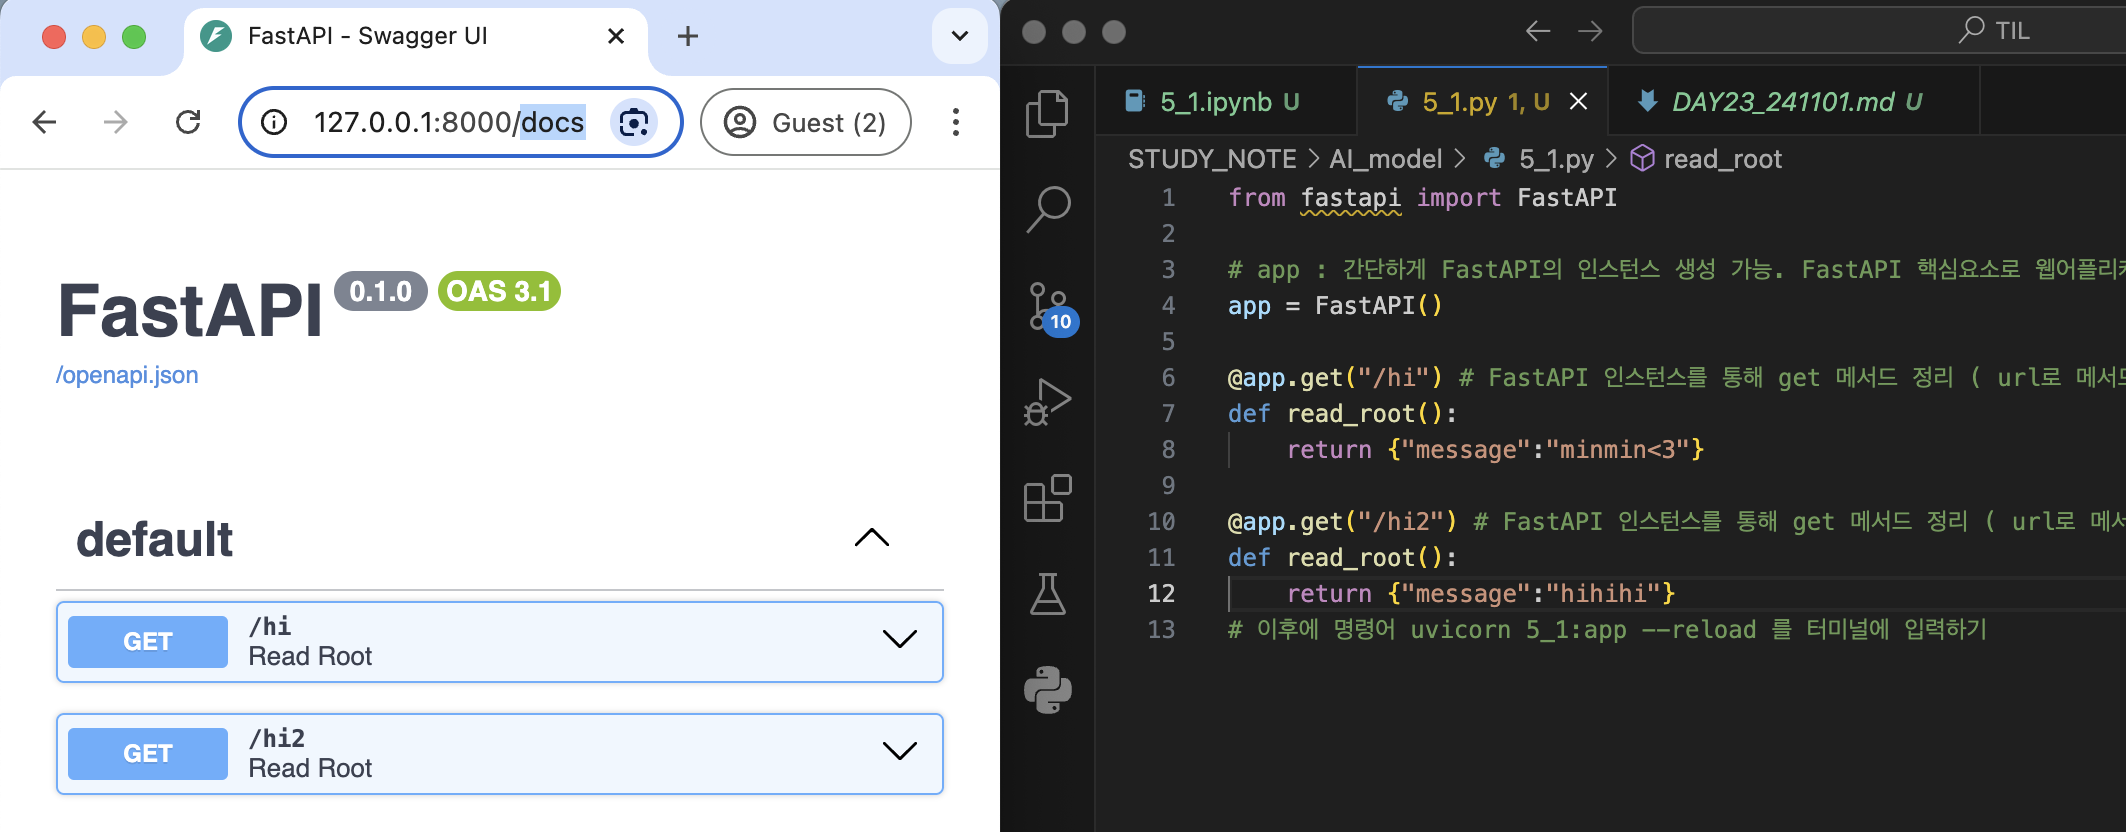 FastAPI - Swagger UI
127.0.0.1:8000/docs
Guest (2)
FastAPI 0.1.0 OAS 3.1
/openapi.json
default
GET /hi
Read Root
GET /hi2
Read Root
TIL
5_1.ipynb U
5_1.py 1, U
DAY23_241101.md U
STUDY_NOTE > AI_model > 5_1.py > read_root
1 from fastapi import FastAPI
2
3 # app : 간단하게 FastAPI의 인스턴스 생성 가능. FastAPI 핵심요소로 웹어플리케
4 app = FastAPI()
5
6 @app.get("/hi") # FastAPI 인스턴스를 통해 get 메서드 정리 ( url로 메서드
7 def read_root():
8 return {"message":"minmin<3"}
9
10 @app.get("/hi2") # FastAPI 인스턴스를 통해 get 메서드 정리 ( url로 메서
11 def read_root():
12 return {"message":"hihihi"}
13 # 이후에 명령어 uvicorn 5_1:app --reload 를 터미널에 입력하기
10